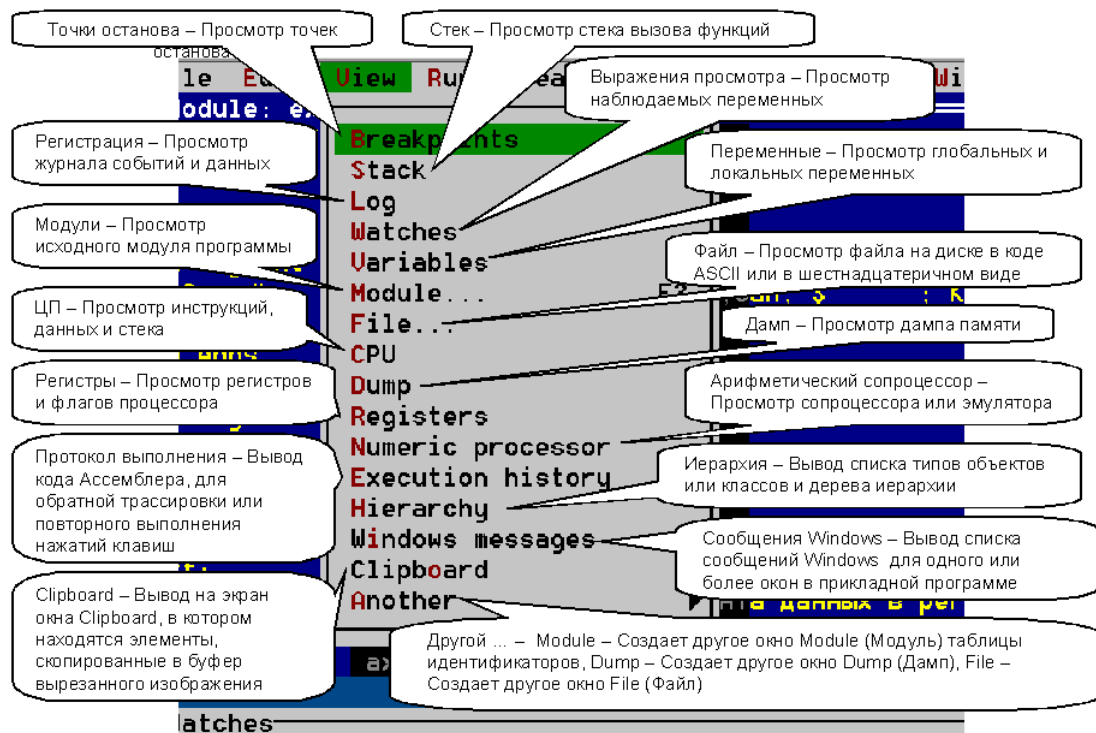 Точки останова – Просмотр точек
останова
Стек – Просмотр стека вызова функций
Выражения просмотра – Просмотр
наблюдаемых переменных
le
View
Wi
Module: ex
Регистрация – Просмотр
журнала событий и данных
Переменные – Просмотр глобальных и
локальных переменных
Модули – Просмотр
исходного модуля программы
Файл – Просмотр файла на диске в коде
ASCII или в шестнадцатеричном виде
ЦП – Просмотр инструкций,
данных и стека
Дамп – Просмотр дампа памяти
Регистры – Просмотр регистров
и флагов процессора
Арифметический сопроцессор –
Просмотр сопроцессора или эмулятора
Протокол выполнения – Вывод
кода Ассемблера, для
обратной трассировки или
повторного выполнения
нажатий клавиш
Иерархия – Вывод списка типов объектов
или классов и дерева иерархии
Сообщения Windows – Вывод списка
сообщений Windows для одного или
более окон в прикладной программе
Clipboard – Вывод на экран
окна Clipboard, в котором
находятся элементы,
скопированные в буфер
вырезанного изображения
Другой ... – Module – Создает другое окно Module (Модуль) таблицы
идентификаторов, Dump – Создает другое окно Dump (Дамп), File –
Создает другое окно File (Файл)
Breakpoints
Stack
Log
Watches
Variables
Module...
File...
CPU
Dump
Registers
Numeric processor
Execution history
Hierarchy
Windows messages
Clipboard
Another
ax
данных в рег
atches